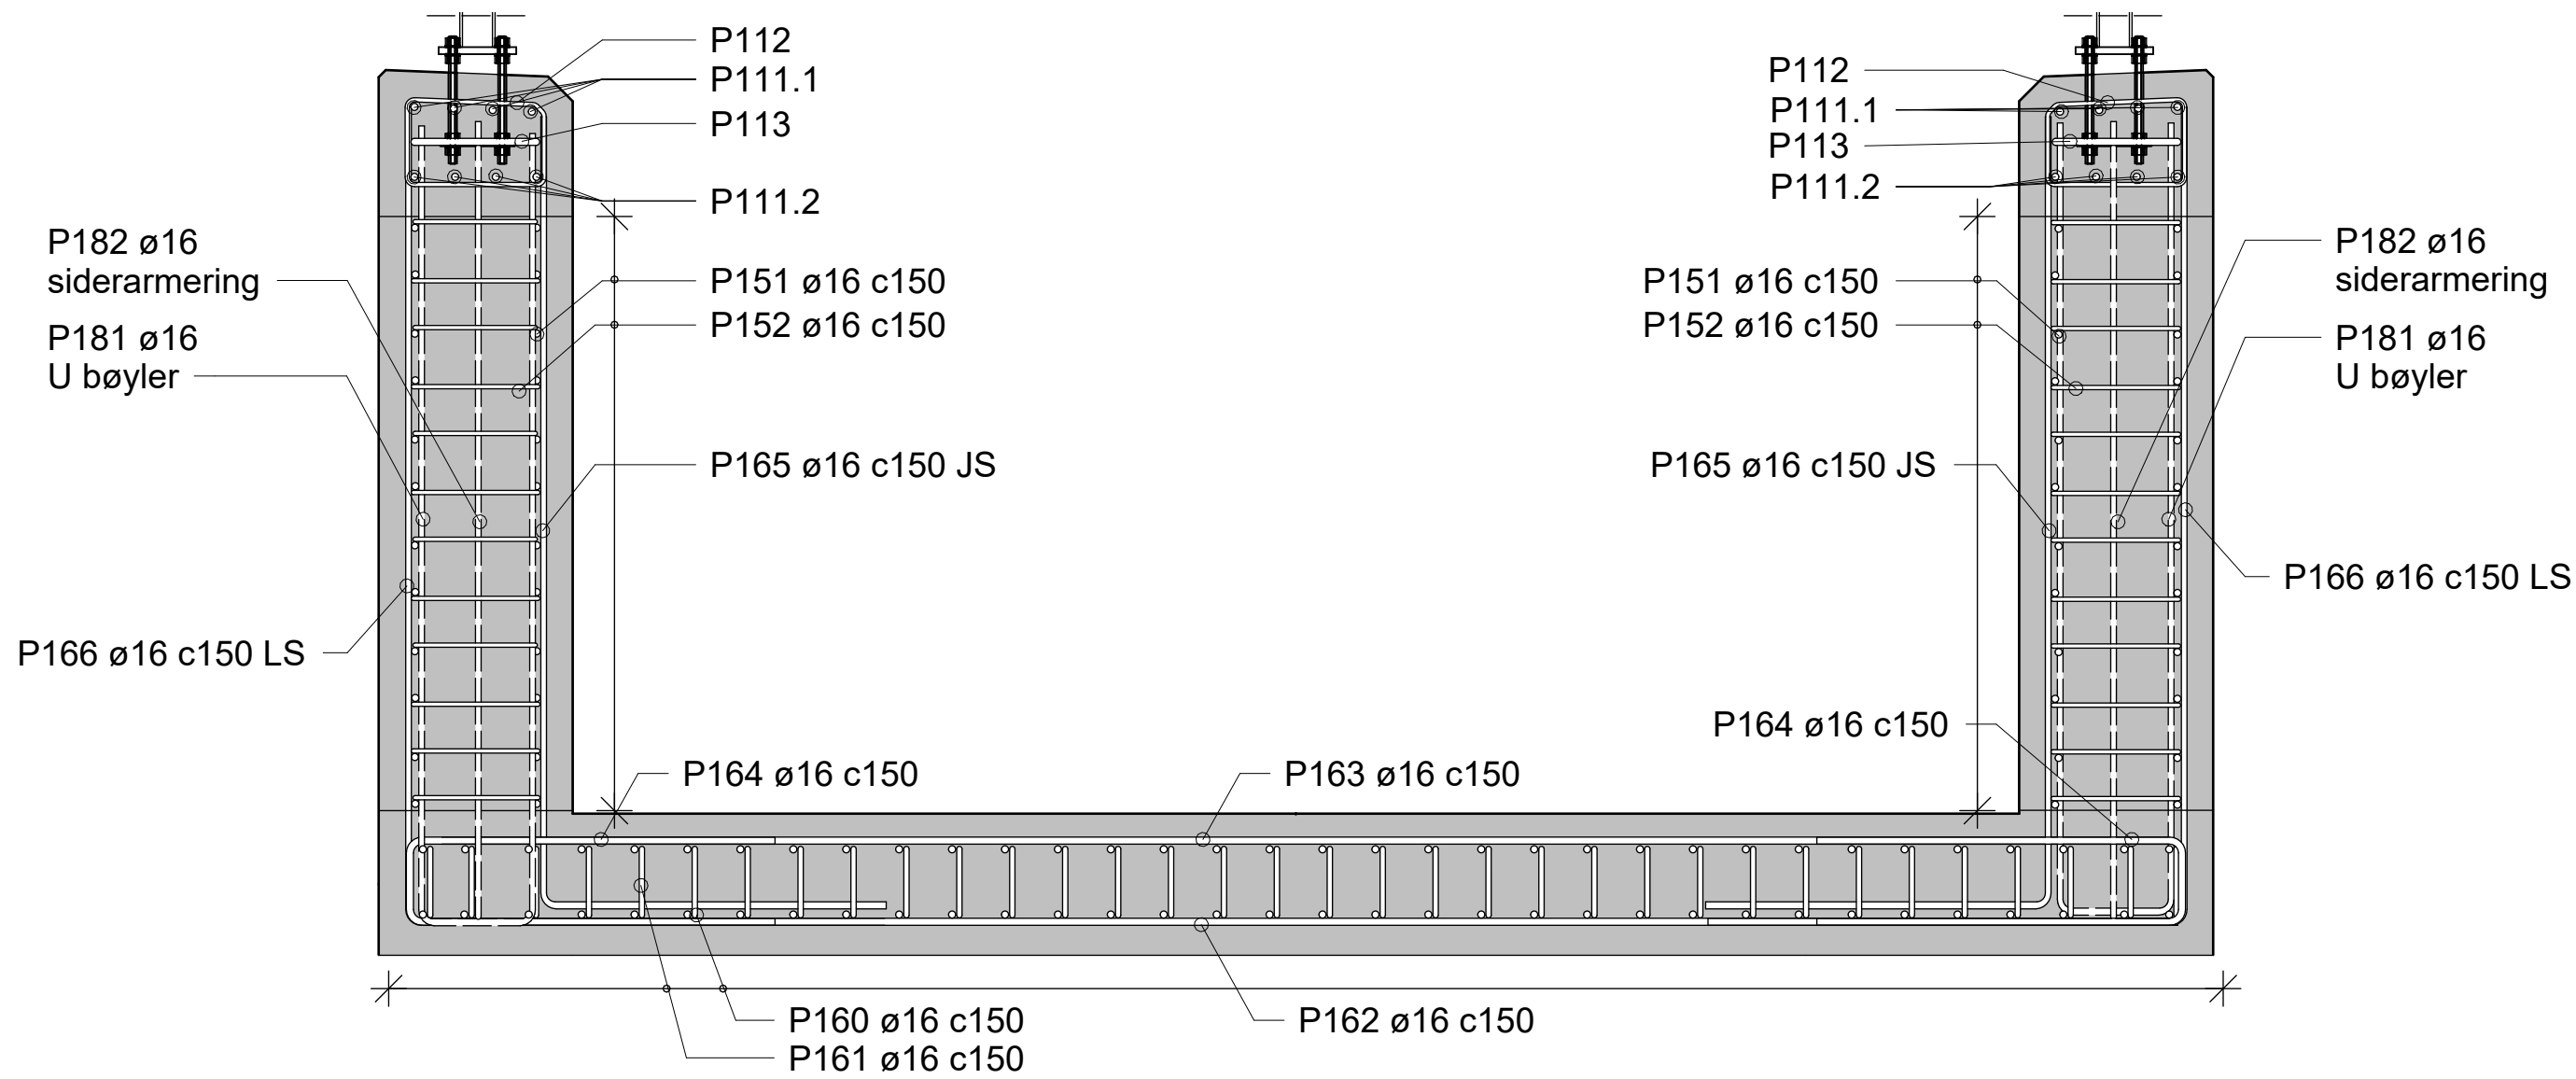 P112
P111.1
P113
P111.2
P182 ø16
siderarmering
P181 ø16
U bøyler
P151 ø16 c150
P152 ø16 c150
P165 ø16 c150 JS
P166 ø16 c150 LS
P164 ø16 c150
P163 ø16 c150
P160 ø16 c150
P161 ø16 c150
P162 ø16 c150
P112
P111.1
P113
P111.2
P151 ø16 c150
P152 ø16 c150
P165 ø16 c150 JS
P164 ø16 c150
P182 ø16
siderarmering
P181 ø16
U bøyler
P166 ø16 c150 LS